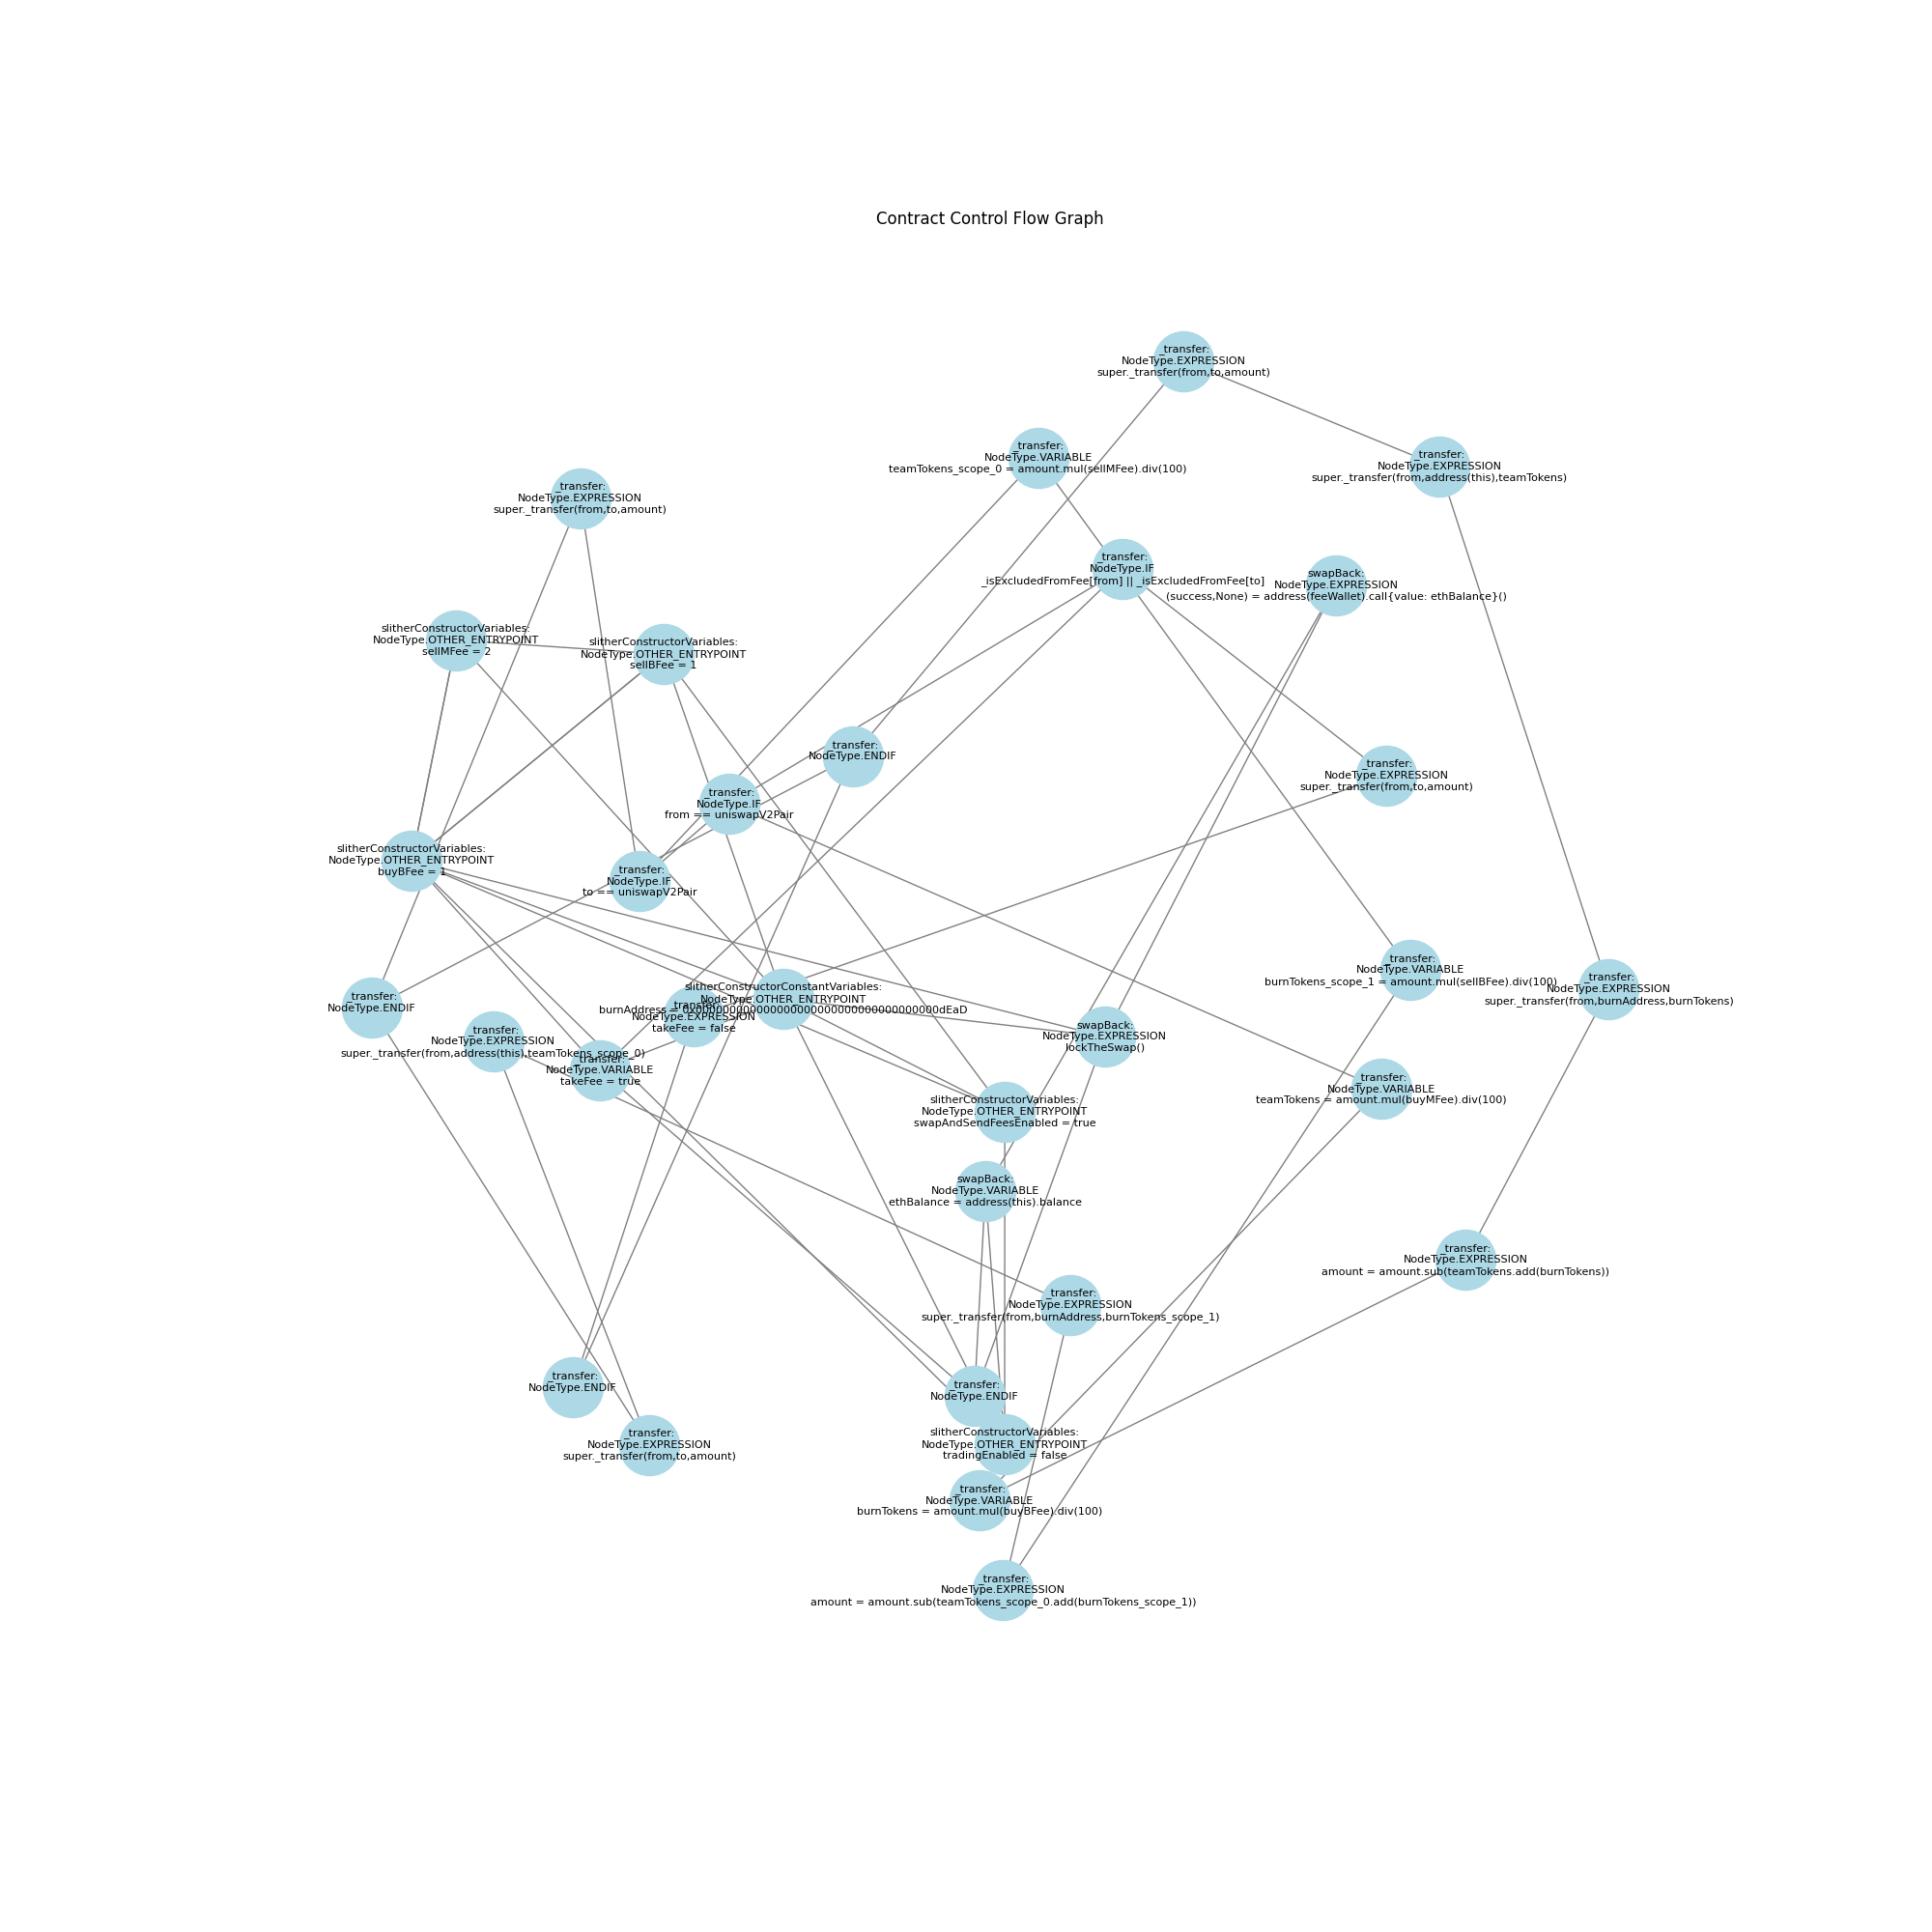 Contract Control Flow Graph
_transfer:
NodeType.EXPRESSION
super._transfer(from,to,amount)
_transfer:
NodeType.VARIABLE
teamTokens_scope_0 = amount.mul(sellMFee).div(100)
_transfer:
NodeType.EXPRESSION
super._transfer(from,address(this),teamTokens)
_transfer:
NodeType.EXPRESSION
super._transfer(from,to,amount)
_transfer:
NodeType.IF
_isExcludedFromFee[from] || _isExcludedFromFee[to]
swapBack:
NodeType.EXPRESSION
(success,None) = address(feeWallet).call{value: ethBalance}()
slitherConstructorVariables:
NodeType.OTHER_ENTRYPOINT
sellMFee = 2
slitherConstructorVariables:
NodeType.OTHER_ENTRYPOINT
sellBFee = 1
_transfer:
NodeType.ENDIF
_transfer:
NodeType.EXPRESSION
super._transfer(from,to,amount)
_transfer:
NodeType.IF
from == uniswapV2Pair
slitherConstructorVariables:
NodeType.OTHER_ENTRYPOINT
buyBFee = 1
_transfer:
NodeType.IF
to == uniswapV2Pair
_transfer:
NodeType.VARIABLE
burnTokens_scope_1 = amount.mul(sellBFee).div(100)
_transfer:
NodeType.EXPRESSION
super._transfer(from,burnAddress,burnTokens)
slitherConstructorConstantVariables:
NodeType.OTHER_ENTRYPOINT
_transfer:
NodeType.ENDIF
_transfer:
NodeType.EXPRESSION
takeFee = false
swapBack:
NodeType.EXPRESSION
lockTheSwap()
_transfer:
NodeType.EXPRESSION
super._transfer(from,address(this),teamTokens_scope_0)
_transfer:
NodeType.VARIABLE
takeFee = true
_transfer:
NodeType.VARIABLE
teamTokens = amount.mul(buyMFee).div(100)
slitherConstructorVariables:
NodeType.OTHER_ENTRYPOINT
swapAndSendFeesEnabled = true
swapBack:
NodeType.VARIABLE
ethBalance = address(this).balance
_transfer:
NodeType.EXPRESSION
amount = amount.sub(teamTokens.add(burnTokens))
_transfer:
NodeType.EXPRESSION
super._transfer(from,burnAddress,burnTokens_scope_1)
_transfer:
NodeType.ENDIF
_transfer:
NodeType.ENDIF
_transfer:
NodeType.EXPRESSION
super._transfer(from,to,amount)
slitherConstructorVariables:
NodeType.OTHER_ENTRYPOINT
tradingEnabled = false
_transfer:
NodeType.VARIABLE
burnTokens = amount.mul(buyBFee).div(100)
_transfer:
NodeType.EXPRESSION
amount = amount.sub(teamTokens_scope_0.add(burnTokens_scope_1))